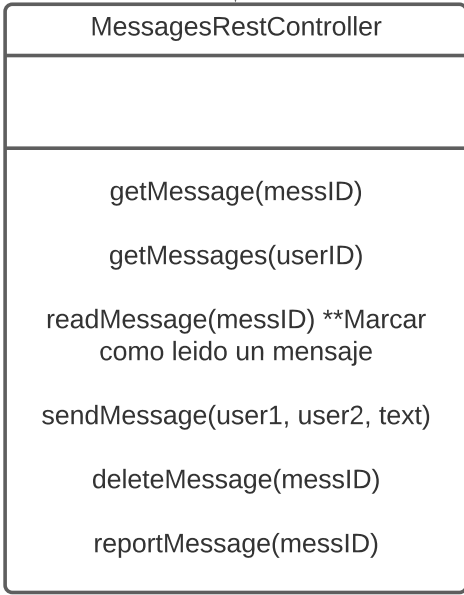 MessagesRestController
getMessage(messID)
getMessages(userID)
readMessage(messID) **Marcar
como leido un mensaje
sendMessage(user1, user2, text)
deleteMessage(messID)
reportMessage(messID)